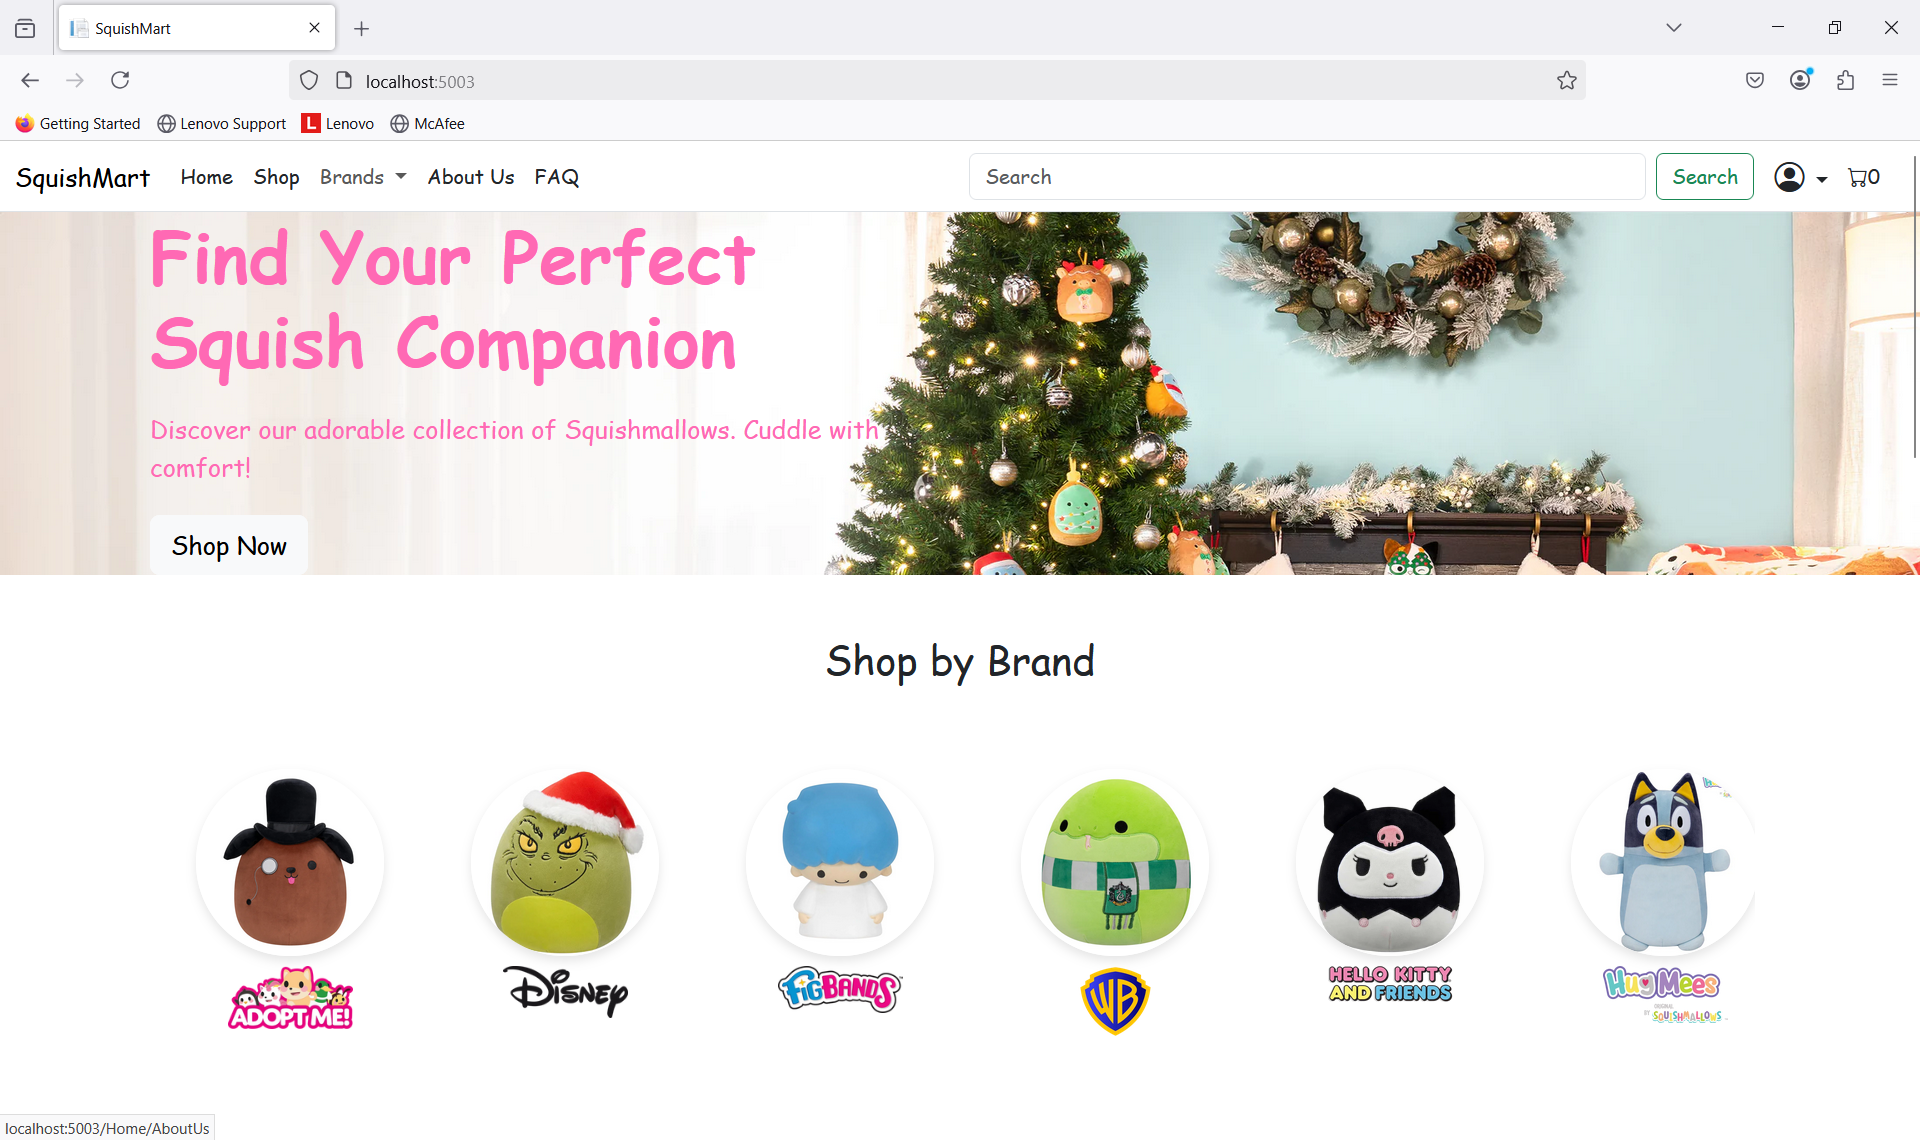 SquishMart
localhost:5003
Getting Started
Lenovo Support
L Lenovo
McAfee
SquishMart
Home
Shop
Brands
About Us
FAQ
Search
Search
0
Find Your Perfect
Squish Companion
Discover our adorable collection of Squishmallows. Cuddle with
comfort!
Shop Now
Shop by Brand
ADOPT ME!
Disney
FiGBANDS
WB
HELLO KITTY
AND FRIENDS
HugMees
ORIGINAL
BY SQUISHMALLOWS
localhost:5003/Home/AboutUs